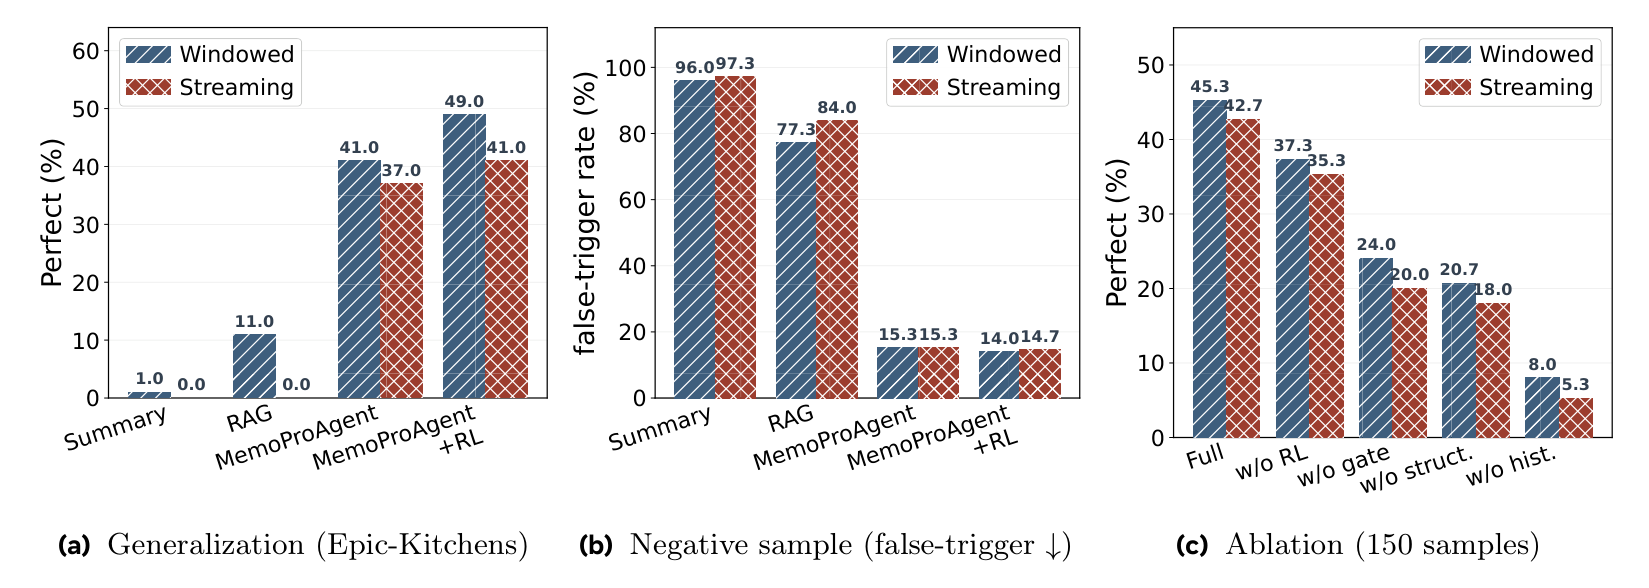 Perfect (%)
60
50
40
30
20
10
0
Windowed
Streaming
1.0
0.0
11.0
0.0
41.0
37.0
49.0
41.0
Summary
RAG
MemoProAgent
MemoProAgent
+RL
(a) Generalization (Epic-Kitchens)
false-trigger rate (%)
100
80
60
40
20
0
Windowed
Streaming
96.0
97.3
77.3
84.0
15.3
15.3
14.0
14.7
Summary
RAG
MemoProAgent
MemoProAgent
+RL
(b) Negative sample (false-trigger ↓)
Perfect (%)
50
40
30
20
10
0
Windowed
Streaming
45.3
42.7
37.3
35.3
24.0
20.0
20.7
18.0
8.0
5.3
Full
w/o RL
w/o gate
w/o struct.
w/o hist.
(c) Ablation (150 samples)